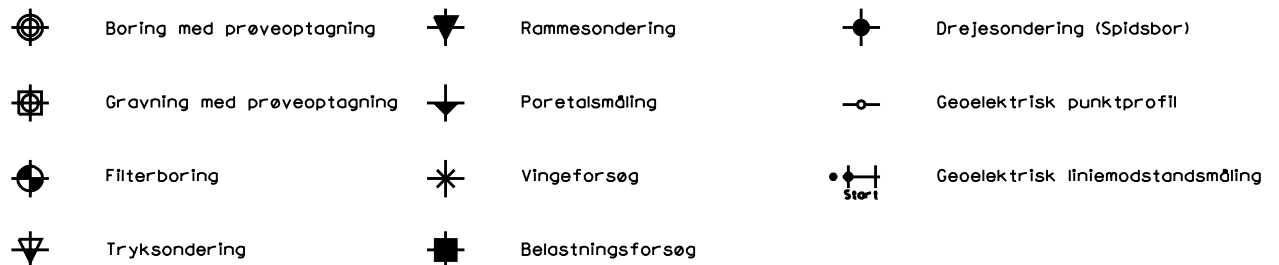 Boring med prøveoptagning
Rammesondering
Drejesondering (Spidsbor)
Gravning med prøveoptagning
Poretalsmåling
Geoelektrisk punktprofil
Filterboring
Vingeforsøg
Geoelektrisk liniemodstandsmåling
Start
Tryksondering
Belastningsforsøg